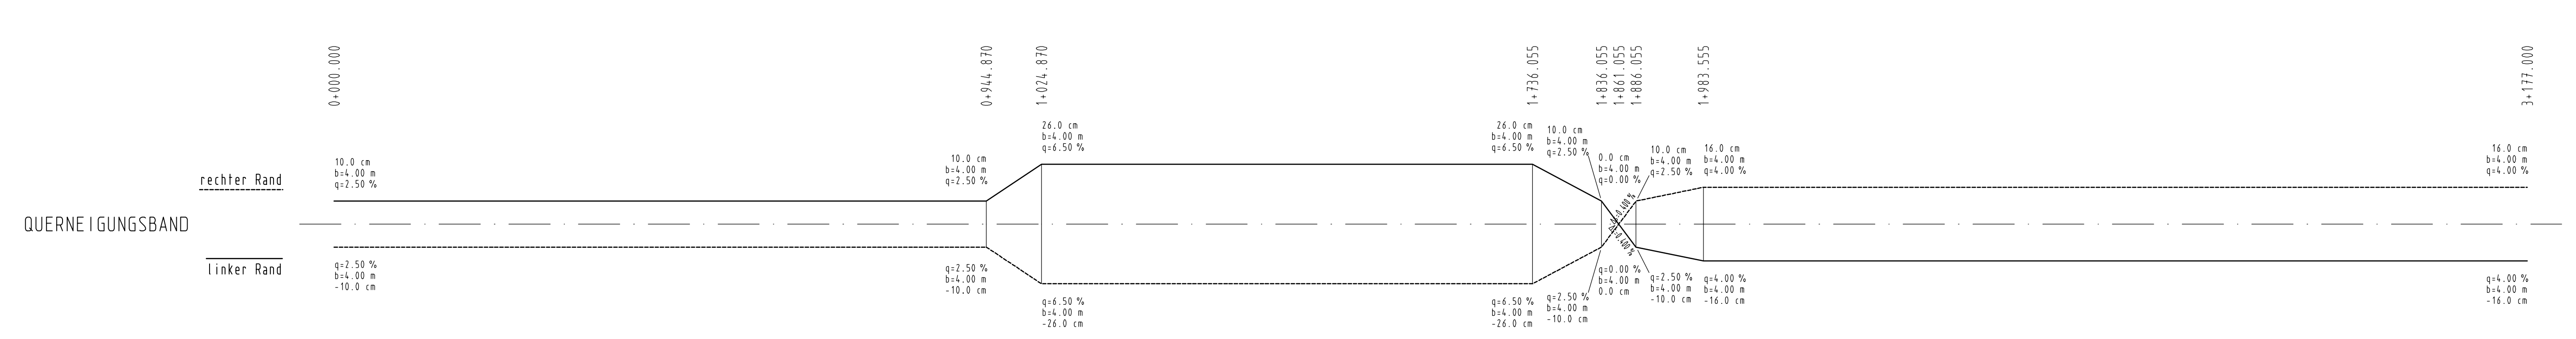 0+000.000
0+944.870
1+024.870
1+736.055
1+836.055
1+861.055
1+886.055
1+983.555
3+177.000
rechter Rand
QUERNEIGUNGSBAND
linker Rand
10.0 cm
b=4.00 m
q=2.50 %
10.0 cm
b=4.00 m
q=2.50 %
26.0 cm
b=4.00 m
q=6.50 %
26.0 cm
b=4.00 m
q=6.50 %
10.0 cm
b=4.00 m
q=2.50 %
0.0 cm
b=4.00 m
q=0.00 %
10.0 cm
b=4.00 m
q=2.50 %
16.0 cm
b=4.00 m
q=4.00 %
16.0 cm
b=4.00 m
q=4.00 %
q=2.50 %
b=4.00 m
-10.0 cm
q=2.50 %
b=4.00 m
-10.0 cm
q=6.50 %
b=4.00 m
-26.0 cm
q=6.50 %
b=4.00 m
-26.0 cm
q=2.50 %
b=4.00 m
-10.0 cm
q=0.00 %
b=4.00 m
0.0 cm
q=2.50 %
b=4.00 m
-10.0 cm
q=4.00 %
b=4.00 m
-16.0 cm
q=4.00 %
b=4.00 m
-16.0 cm